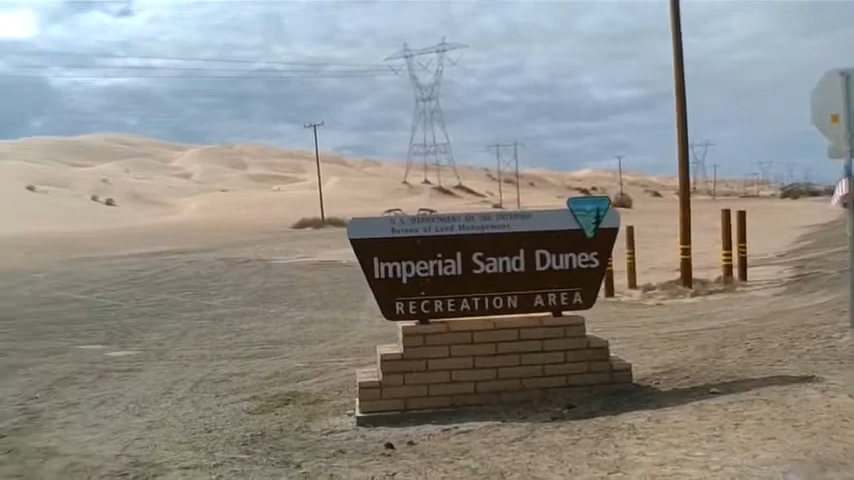 U.S. DEPARTMENT OF THE INTERIOR
Bureau of Land Management
Imperial Sand Dunes
RECREATION AREA